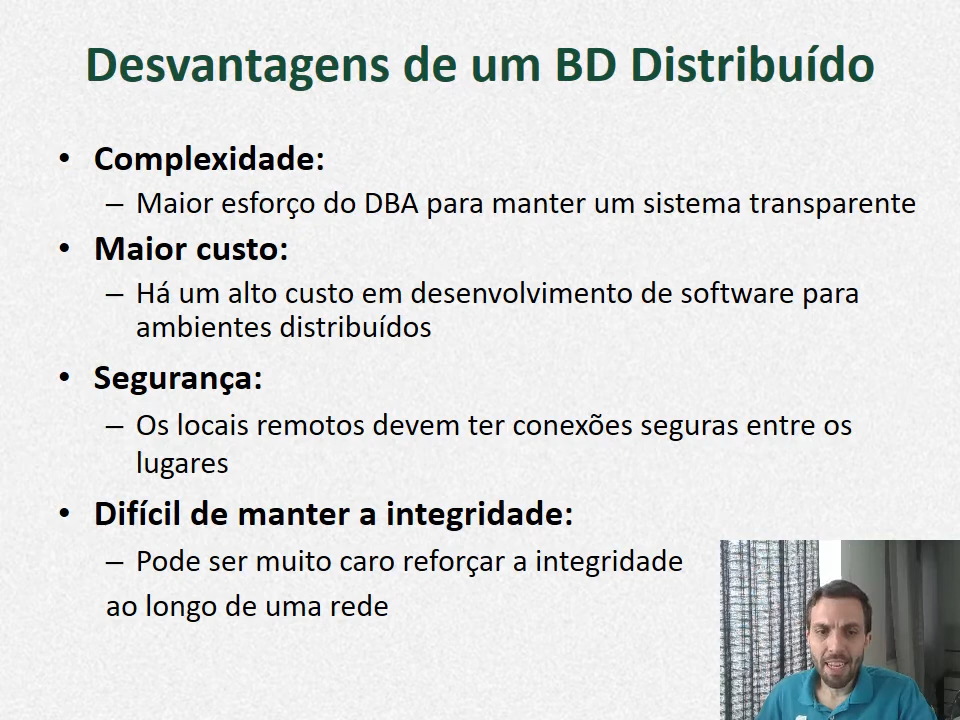 Desvantagens de um BD Distribuído
• Complexidade:
– Maior esforço do DBA para manter um sistema transparente
• Maior custo:
– Há um alto custo em desenvolvimento de software para
ambientes distribuídos
• Segurança:
– Os locais remotos devem ter conexões seguras entre os
lugares
• Difícil de manter a integridade:
– Pode ser muito caro reforçar a integridade
ao longo de uma rede